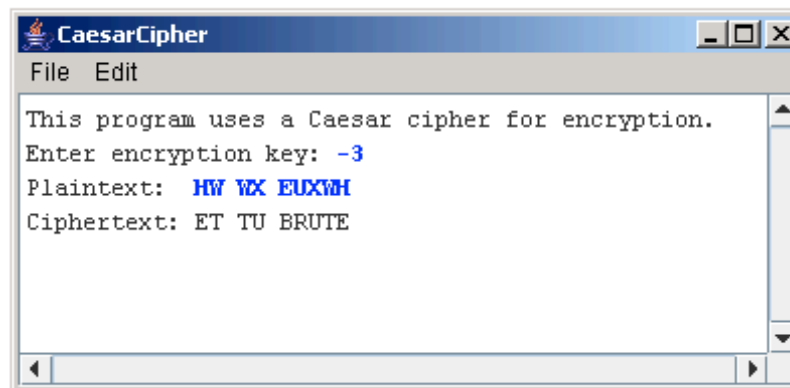 CaesarCipher
File Edit
This program uses a Caesar cipher for encryption.
Enter encryption key: -3
Plaintext: HW WX EUXWH
Ciphertext: ET TU BRUTE